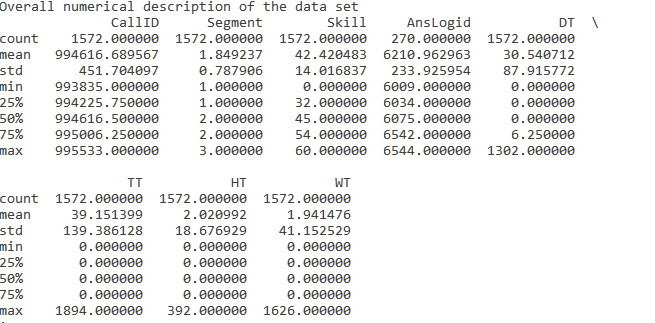 Overall numerical description of the data set
CallID Segment Skill AnsLogid DT \
count 1572.000000 1572.000000 1572.000000 270.000000 1572.000000
mean 994616.689567 1.849237 42.420483 6210.962963 30.540712
std 451.704097 0.787906 14.016837 233.925954 87.915772
min 993835.000000 1.000000 0.000000 6009.000000 0.000000
25% 994225.750000 1.000000 32.000000 6034.000000 0.000000
50% 994616.500000 2.000000 45.000000 6075.000000 0.000000
75% 995006.250000 2.000000 54.000000 6542.000000 6.250000
max 995533.000000 3.000000 60.000000 6544.000000 1302.000000
TT HT WT
count 1572.000000 1572.000000 1572.000000
mean 39.151399 2.020992 1.941476
std 139.386128 18.676929 41.152529
min 0.000000 0.000000 0.000000
25% 0.000000 0.000000 0.000000
50% 0.000000 0.000000 0.000000
75% 0.000000 0.000000 0.000000
max 1894.000000 392.000000 1626.000000